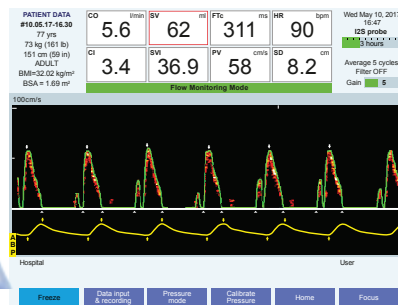 PATIENT DATA
#10.05.17-16.30
77 yrs
73 kg (161 lb)
151 cm (59 in)
ADULT
BMI=32.02 kg/m²
BSA = 1.69 m²
CO l/min
5.6
SV ml
62
FTc ms
311
HR bpm
90
CI
3.4
SVI
36.9
PV cm/s
58
SD cm
8.2
Flow Monitoring Mode
Wed May 10, 2017
16:47
I2S probe
3 hours
Average 5 cycles
Filter OFF
Gain 5
100cm/s
A
B
P
Hospital User
Freeze
Data input
& recording
Pressure
mode
Calibrate
Pressure
Home
Focus